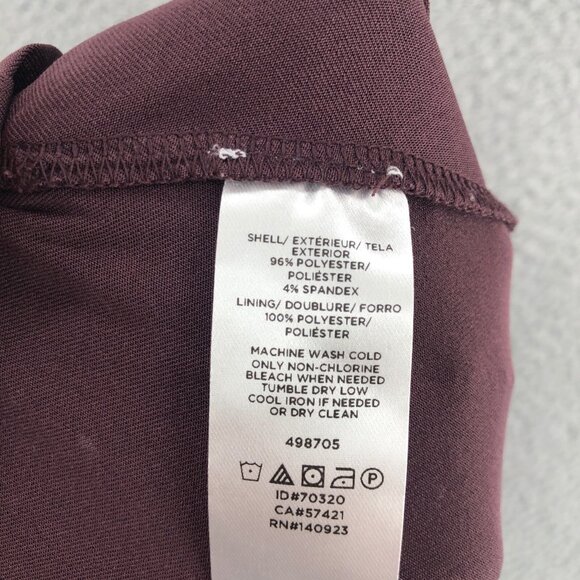 SHELL/ EXTÉRIEUR/ TELA
EXTERIOR
96% POLYESTER/
POLIÉSTER
4% SPANDEX
LINING/ DOUBLURE/ FORRO
100% POLYESTER/
POLIÉSTER
MACHINE WASH COLD
ONLY NON-CHLORINE
BLEACH WHEN NEEDED
TUMBLE DRY LOW
COOL IRON IF NEEDED
OR DRY CLEAN
498705
P
ID#70320
CA#57421
RN#140923